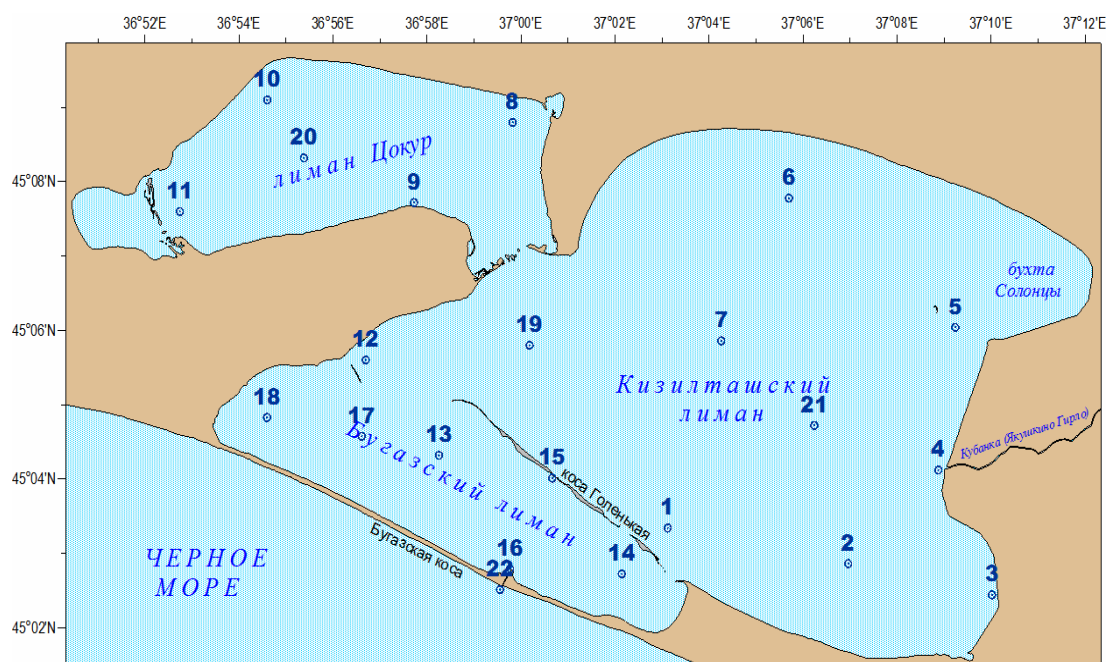 36°52'E 36°54'E 36°56'E 36°58'E 37°00'E 37°02'E 37°04'E 37°06'E 37°08'E 37°10'E 37°12'E
10
8
20
лиман Цокур
45°08'N
11
9
6
бухта
Солонцы
5
45°06'N
19
7
12
Кизилташский
лиман
18
17
21
13
Бугазский лиман
Кубанка (Якушкино Гирло)
4
45°04'N
15
коса Голенькая
1
Бугазская коса
16
14
2
ЧЕРНОЕ
МОРЕ
22
3
45°02'N